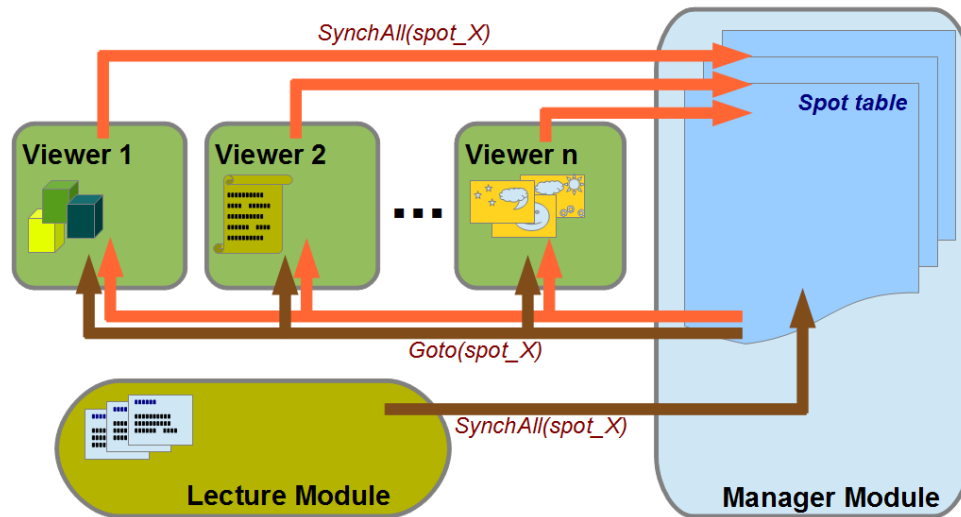 SynchAll(spot_X)
Spot table
Viewer 1
Viewer 2
...
Viewer n
Goto(spot_X)
SynchAll(spot_X)
Lecture Module
Manager Module